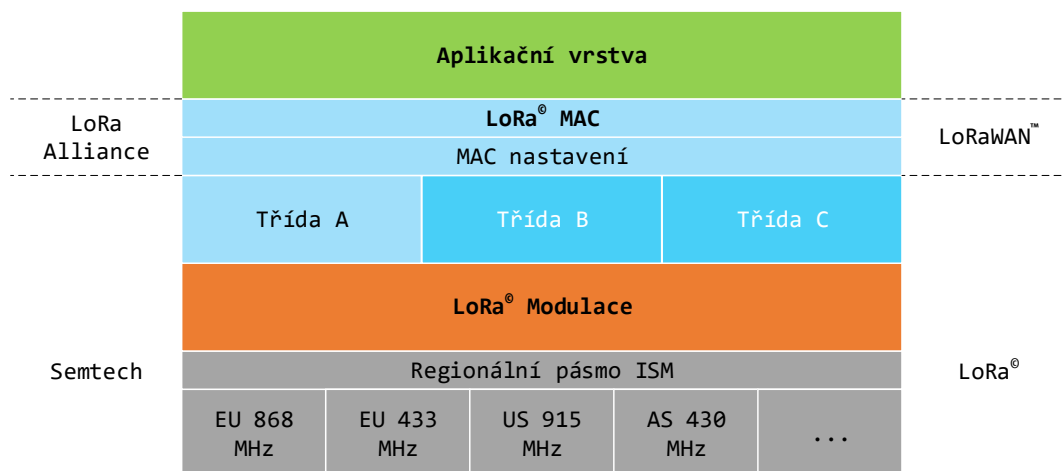 Aplikační vrstva
LoRa
Alliance
LoRa© MAC
MAC nastavení
LoRaWAN™
Třída A
Třída B
Třída C
LoRa© Modulace
Semtech
Regionální pásmo ISM
LoRa©
EU 868
MHz
EU 433
MHz
US 915
MHz
AS 430
MHz
...